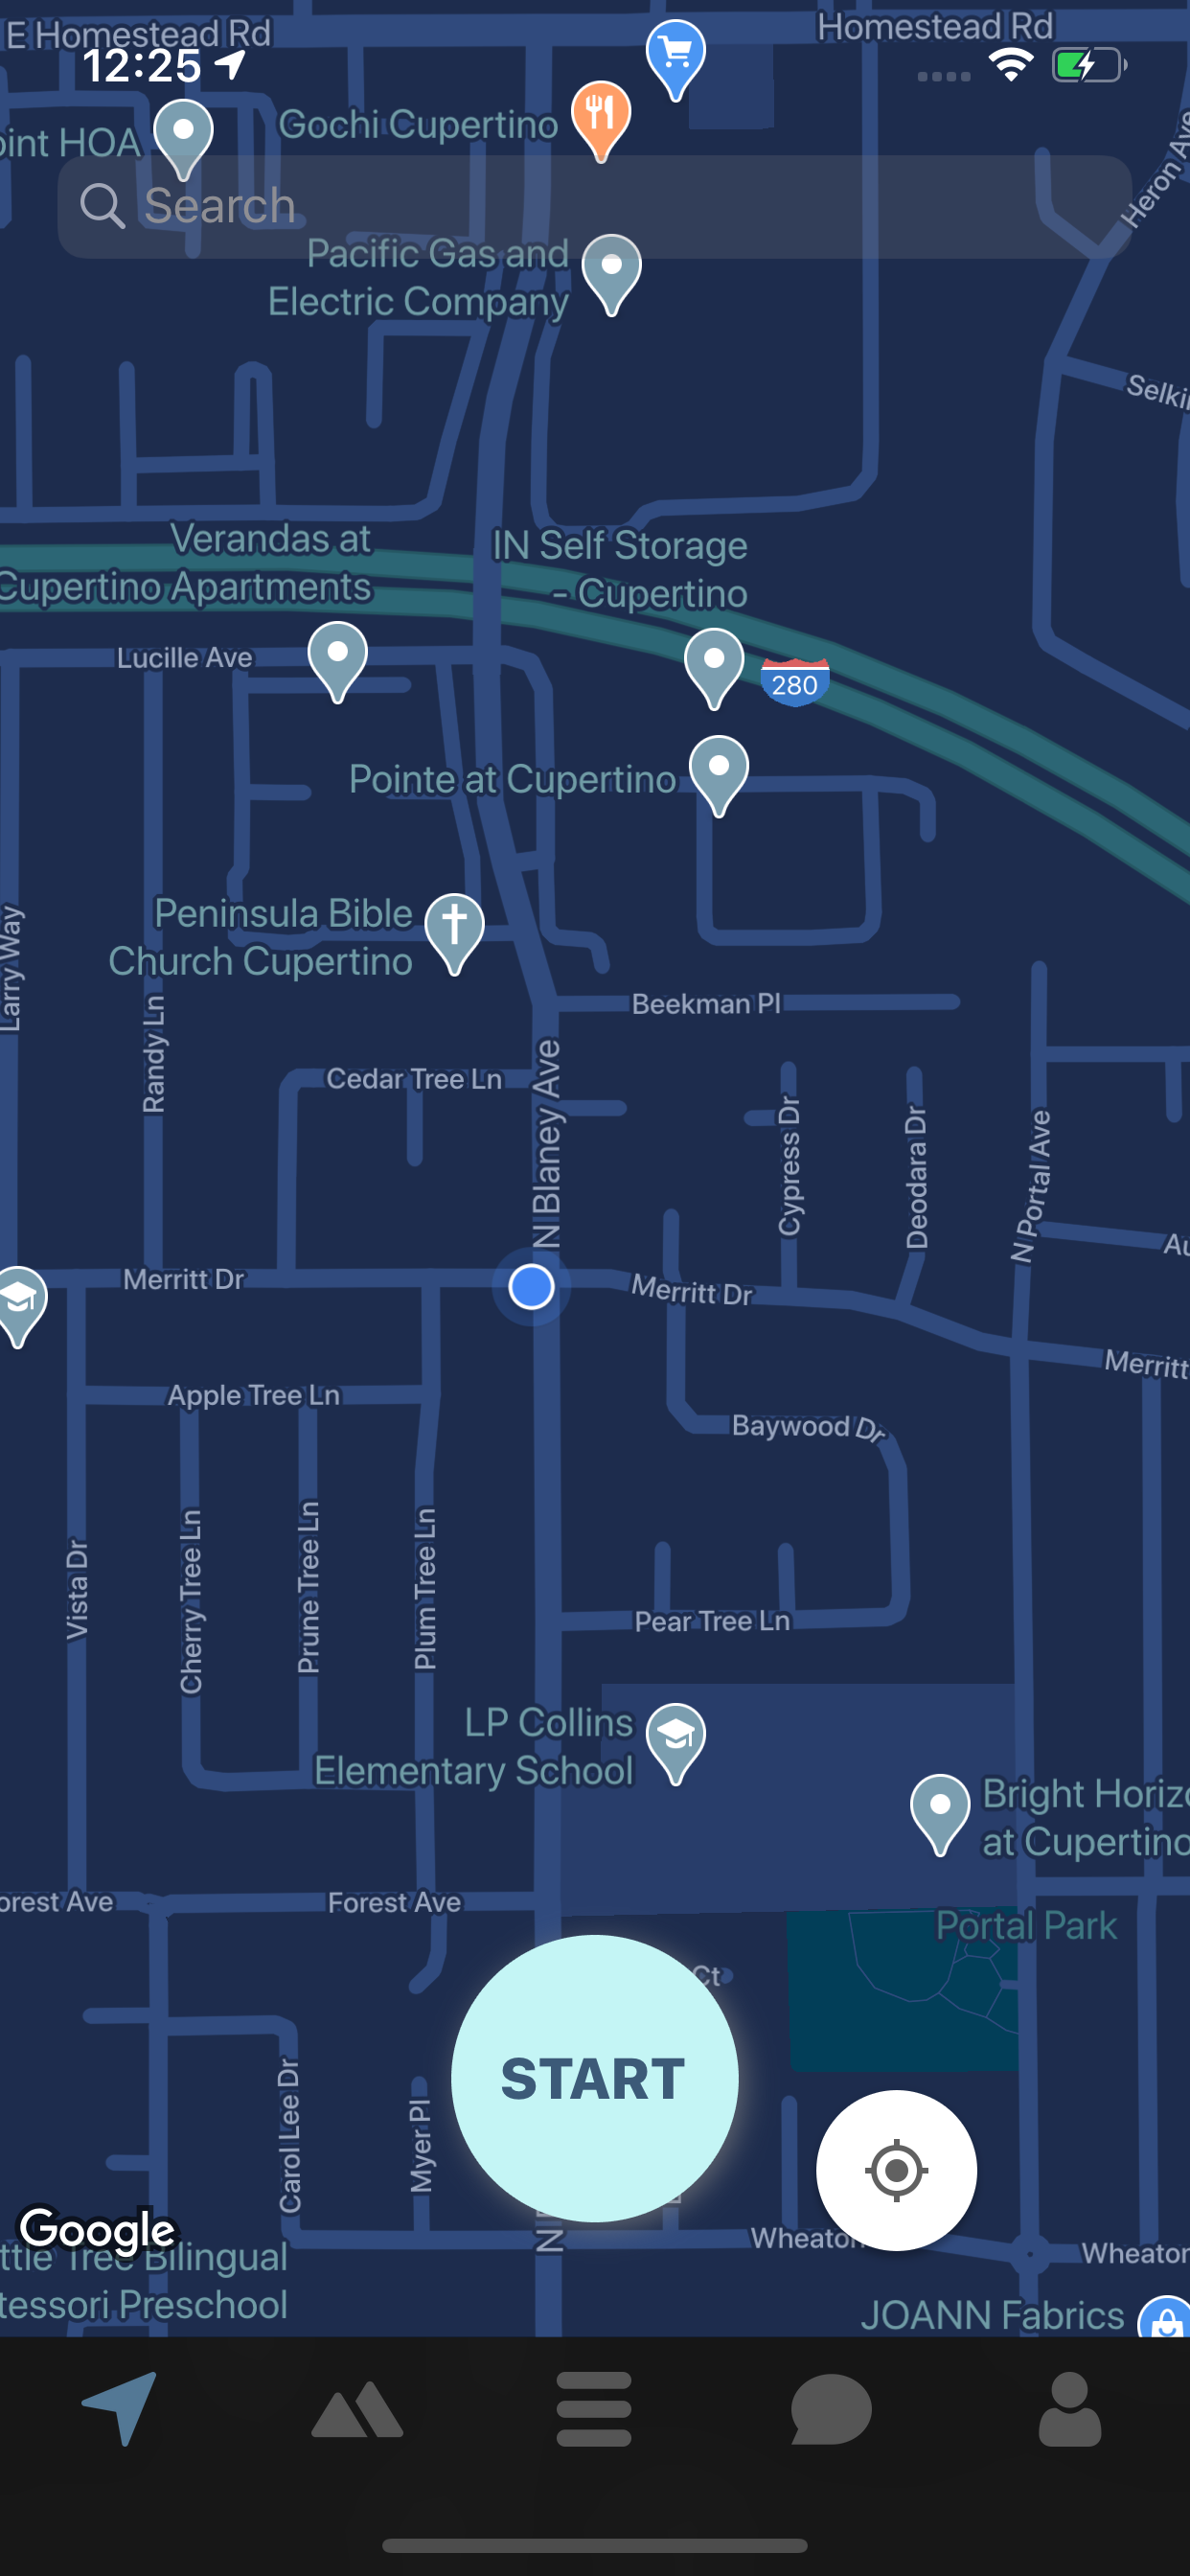 E Homestead Rd
Homestead Rd
12:25
oint HOA
Gochi Cupertino
Heron Ave
Search
Pacific Gas and
Electric Company
Verandas at
Cupertino Apartments
IN Self Storage
- Cupertino
Lucille Ave
280
Pointe at Cupertino
Peninsula Bible
Church Cupertino
Larry Way
Randy Ln
Beekman Pl
Cedar Tree Ln
N Blaney Ave
Cypress Dr
Deodara Dr
N Portal Ave
Merritt Dr
Merritt Dr
Merritt
Apple Tree Ln
Baywood Dr
Vista Dr
Cherry Tree Ln
Prune Tree Ln
Plum Tree Ln
Pear Tree Ln
LP Collins
Elementary School
Bright Horizo
at Cupertino
orest Ave
Forest Ave
Portal Park
Ct
START
Carol Lee Dr
Myer Pl
Google
Wheaton
Wheaton
ttle Tree Bilingual
tessori Preschool
JOANN Fabrics